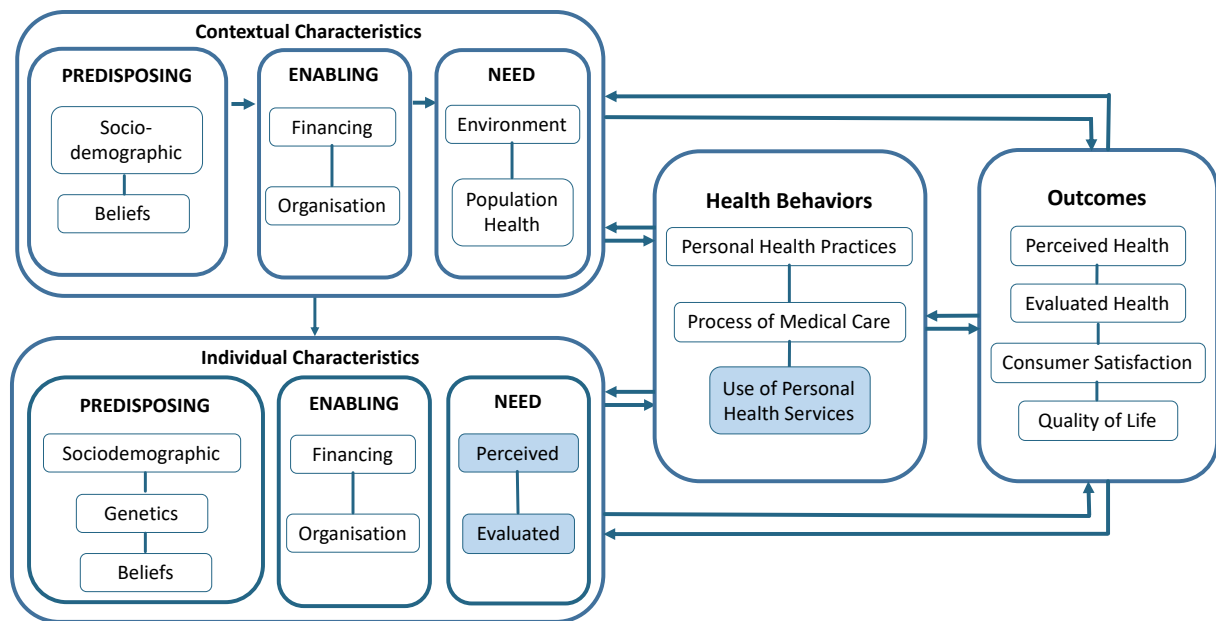 Contextual Characteristics
PREDISPOSING
Socio-
demographic
Beliefs
ENABLING
Financing
Organisation
NEED
Environment
Population
Health
Individual Characteristics
PREDISPOSING
Sociodemographic
Genetics
Beliefs
ENABLING
Financing
Organisation
NEED
Perceived
Evaluated
Health Behaviors
Personal Health Practices
Process of Medical Care
Use of Personal
Health Services
Outcomes
Perceived Health
Evaluated Health
Consumer Satisfaction
Quality of Life